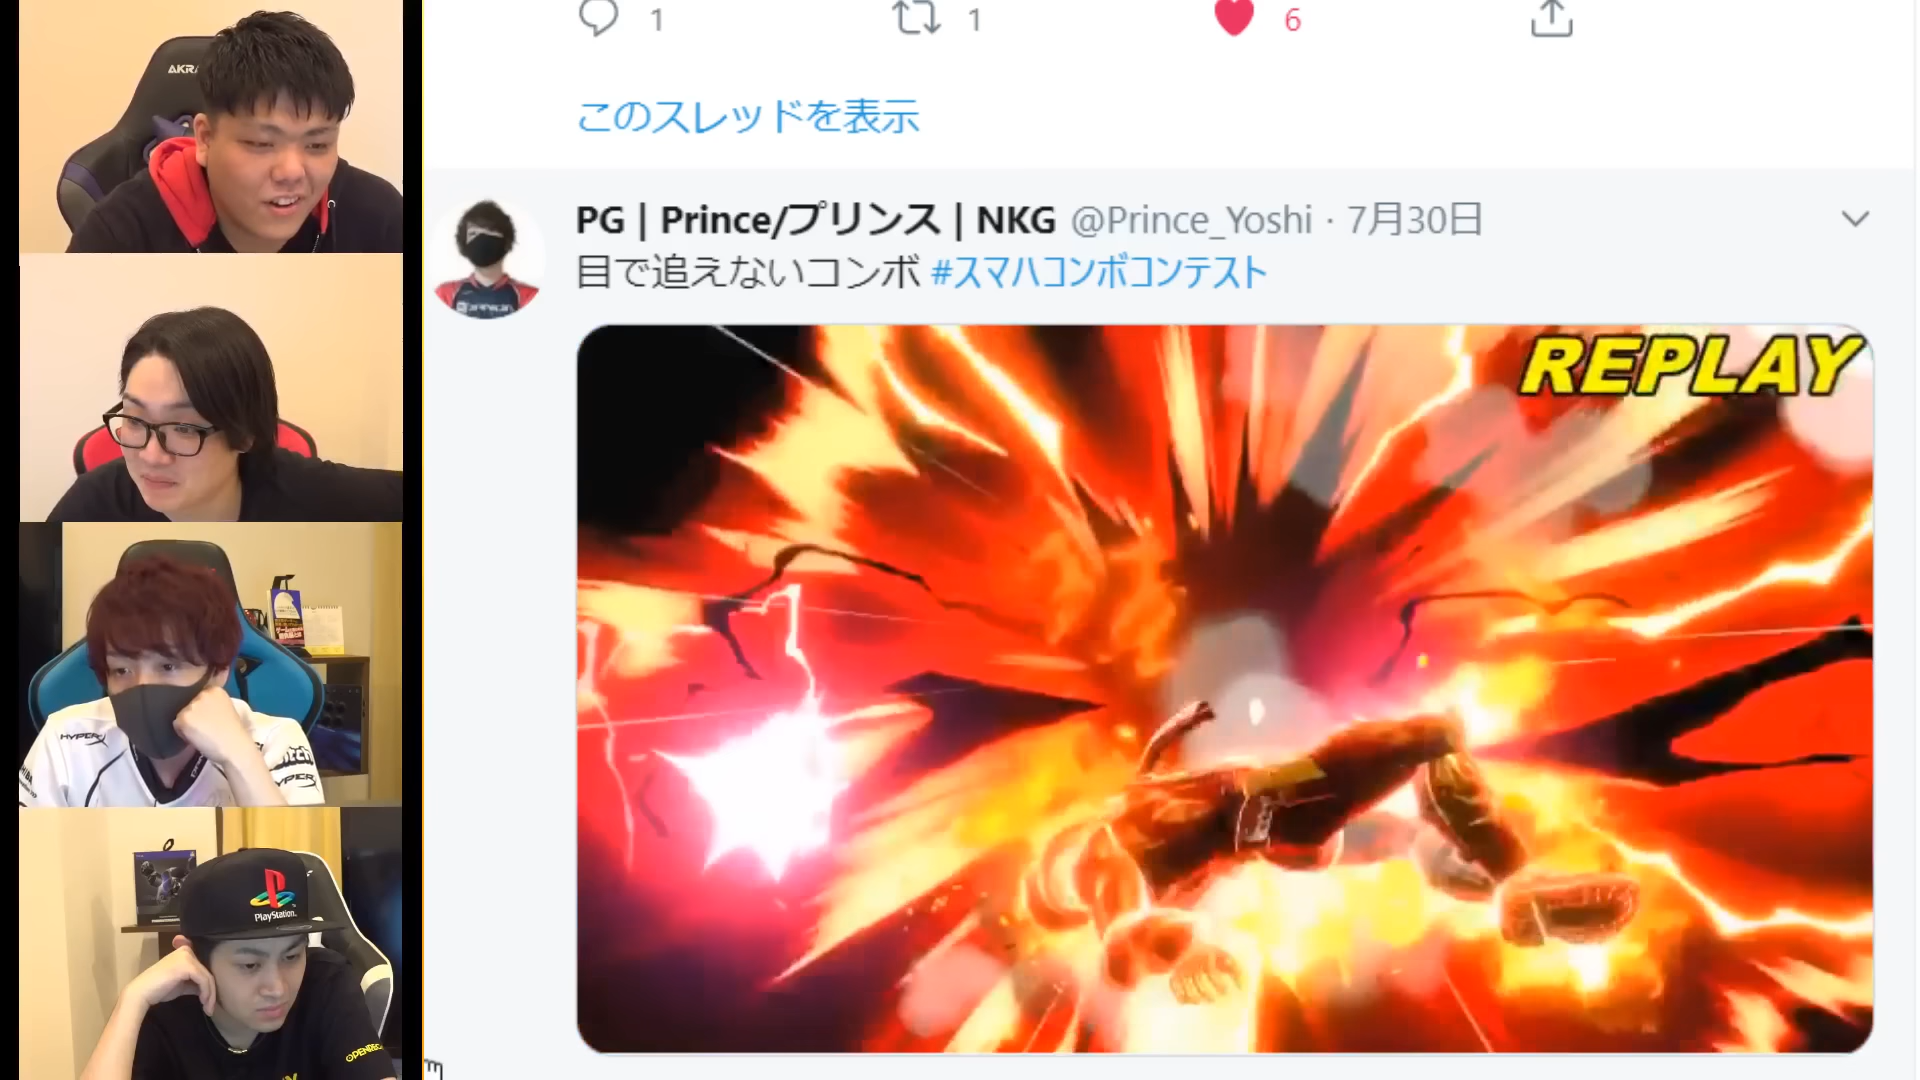 1 1 6
このスレッドを表示
PG | Prince/プリンス | NKG @Prince_Yoshi · 7月30日
目で追えないコンボ #スマハコンボコンテスト
REPLAY
HYPERX
PlayStation